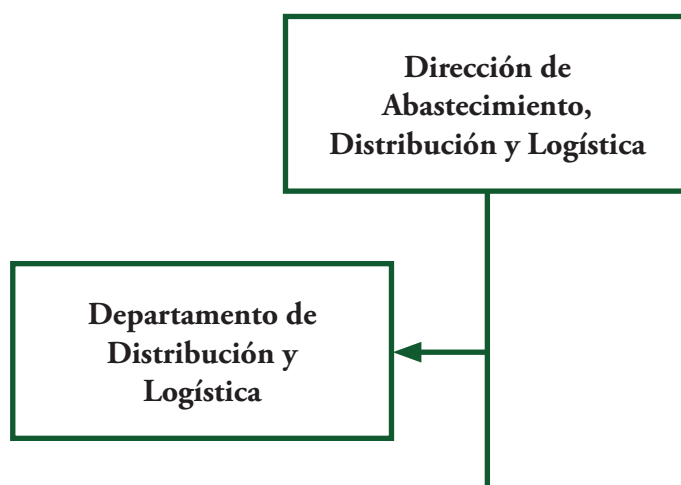 Dirección de
Abastecimiento,
Distribución y Logística
Departamento de
Distribución y
Logística